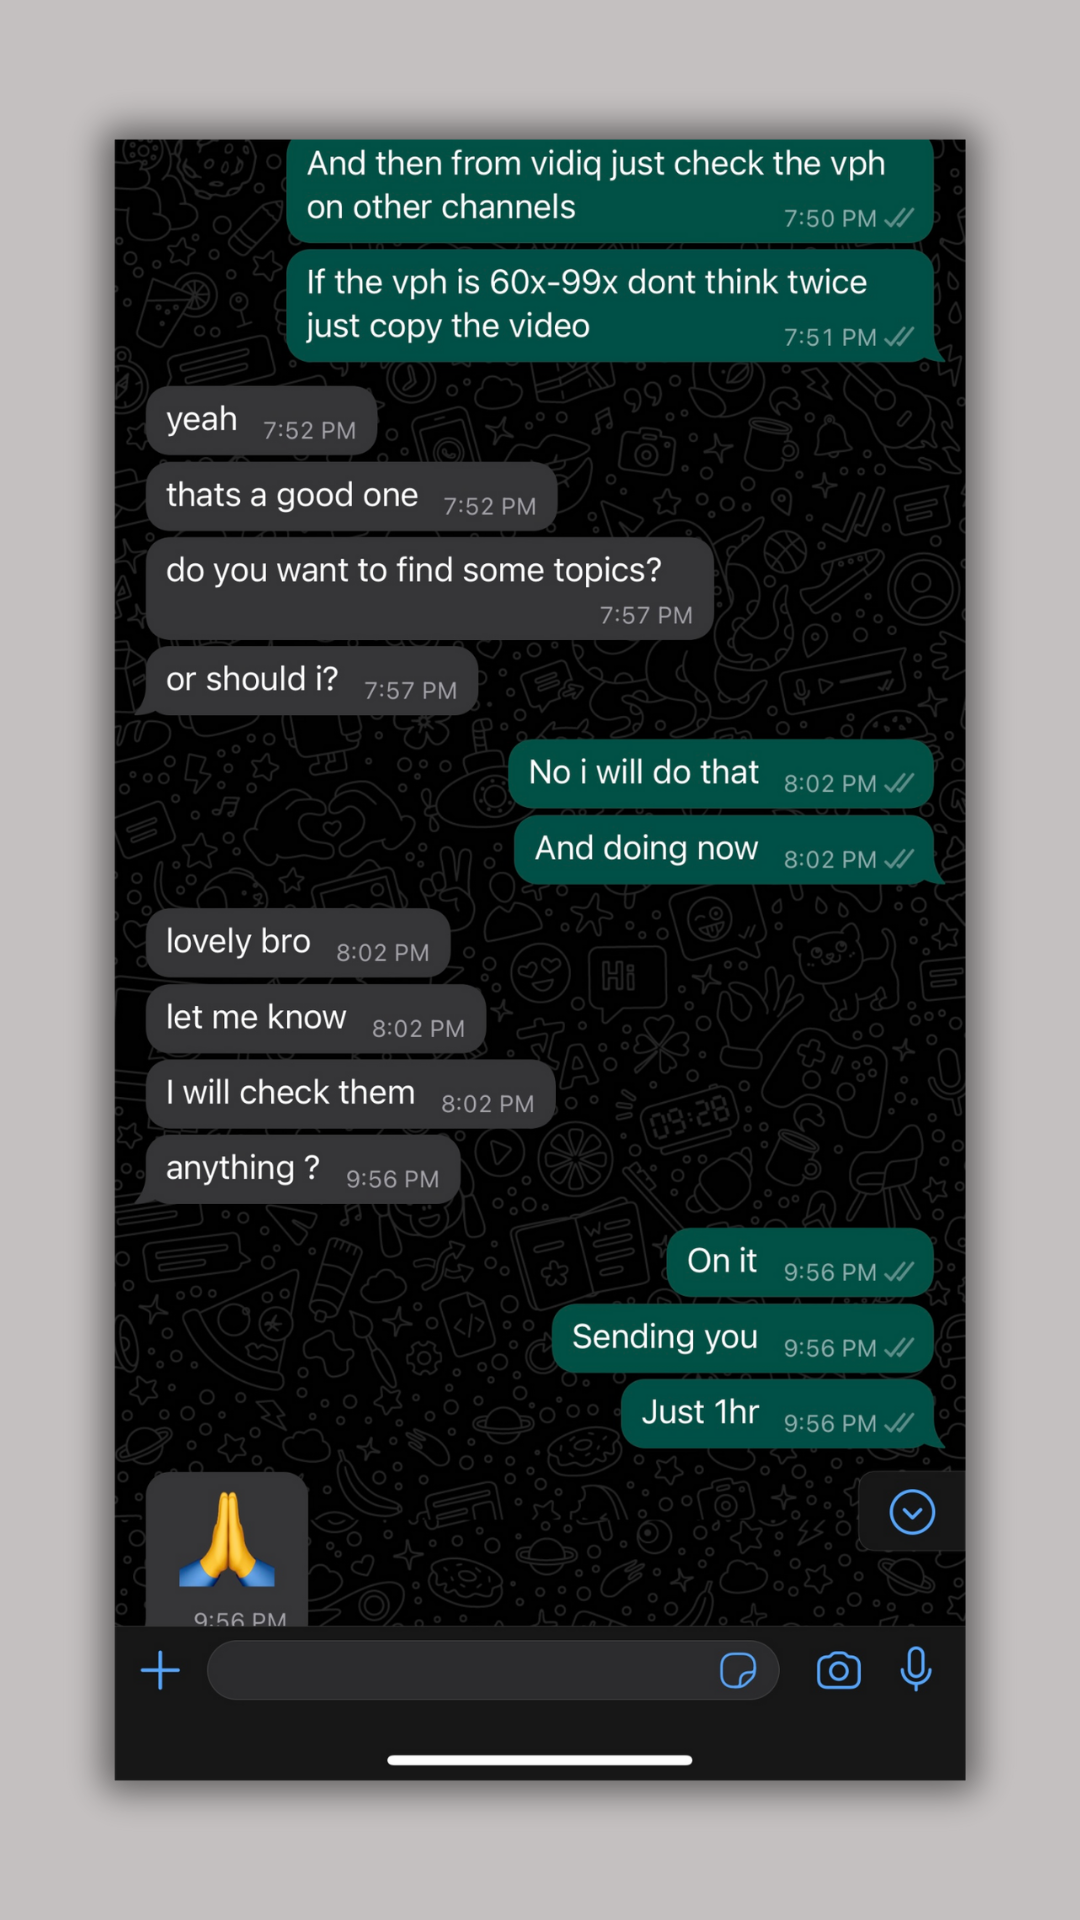 And then from vidiq just check the vph
on other channels
7:50 PM
If the vph is 60x-99x dont think twice
just copy the video
7:51 PM
yeah 7:52 PM
thats a good one 7:52 PM
do you want to find some topics?
7:57 PM
or should i? 7:57 PM
No i will do that 8:02 PM
And doing now 8:02 PM
lovely bro 8:02 PM
let me know 8:02 PM
Hi
I will check them 8:02 PM
09:28
anything ? 9:56 PM
On it 9:56 PM
Sending you 9:56 PM
Just 1hr 9:56 PM
9:56 PM